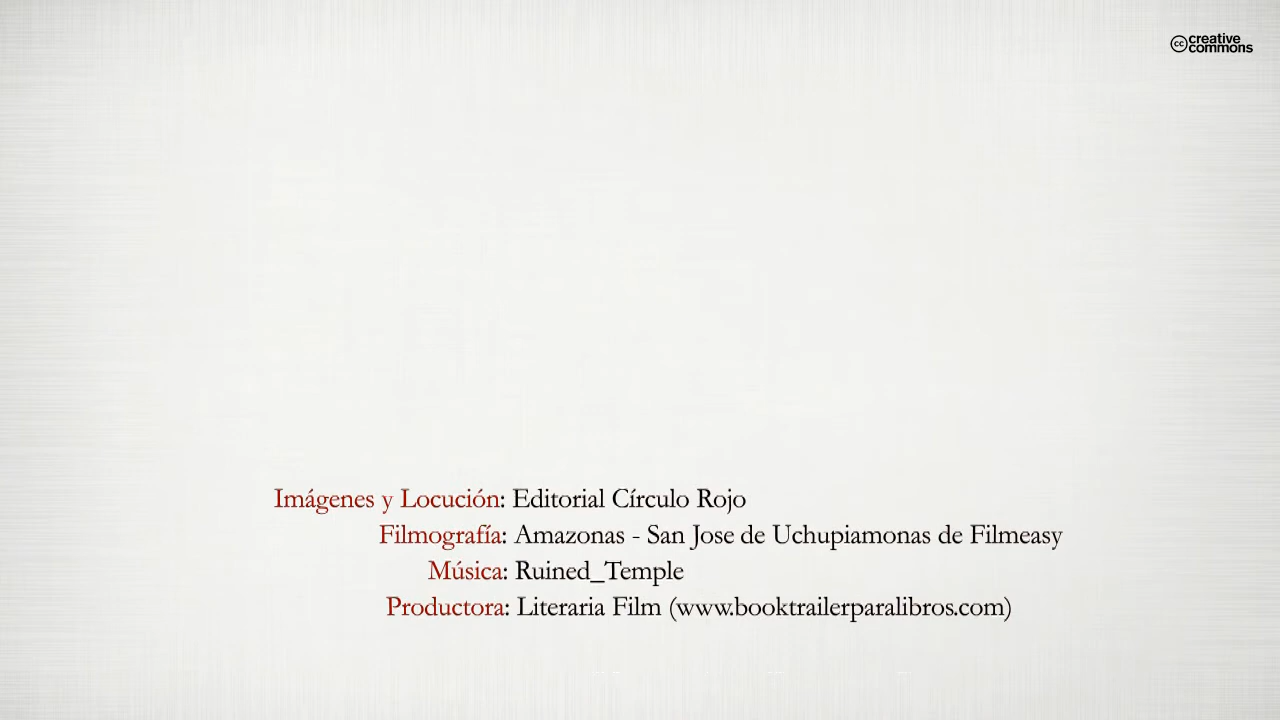 cc creative
commons
Imágenes y Locución: Editorial Círculo Rojo
Filmografía: Amazonas - San Jose de Uchupiamonas de Filmeasy
Música: Ruined_Temple
Productora: Literaria Film (www.booktrailerparalibros.com)